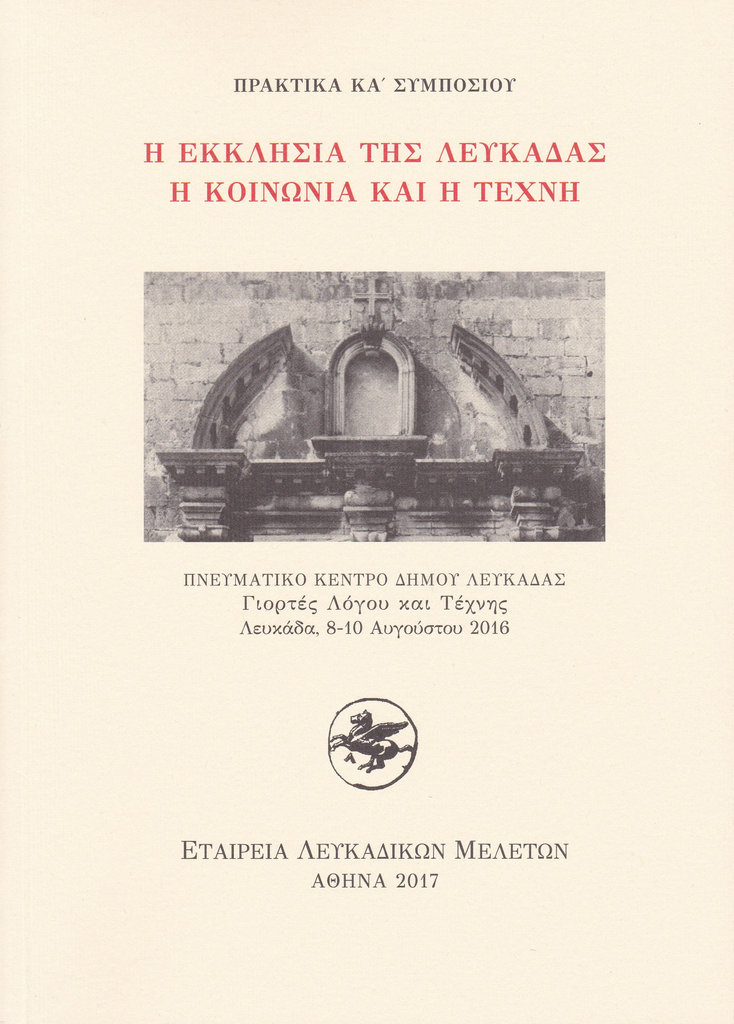 ΠΡΑΚΤΙΚΑ ΚΑ΄ ΣΥΜΠΟΣΙΟΥ
Η ΕΚΚΛΗΣΙΑ ΤΗΣ ΛΕΥΚΑΔΑΣ
Η ΚΟΙΝΩΝΙΑ ΚΑΙ Η ΤΕΧΝΗ
ΠΝΕΥΜΑΤΙΚΟ ΚΕΝΤΡΟ ΔΗΜΟΥ ΛΕΥΚΑΔΑΣ
Γιορτές Λόγου και Τέχνης
Λευκάδα, 8-10 Αυγούστου 2016
Λ
ΕΤΑΙΡΕΙΑ ΛΕΥΚΑΔΙΚΩΝ ΜΕΛΕΤΩΝ
ΑΘΗΝΑ 2017